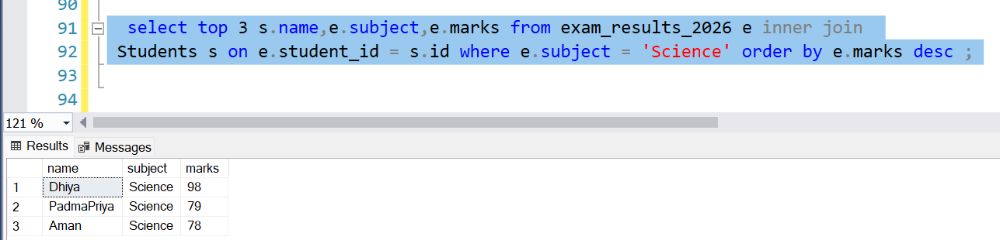 90
91 select top 3 s.name,e.subject,e.marks from exam_results_2026 e inner join
92 Students s on e.student_id = s.id where e.subject = 'Science' order by e.marks desc ;
93
94
121 %
Results Messages
name subject marks
1 Dhiya Science 98
2 PadmaPriya Science 79
3 Aman Science 78